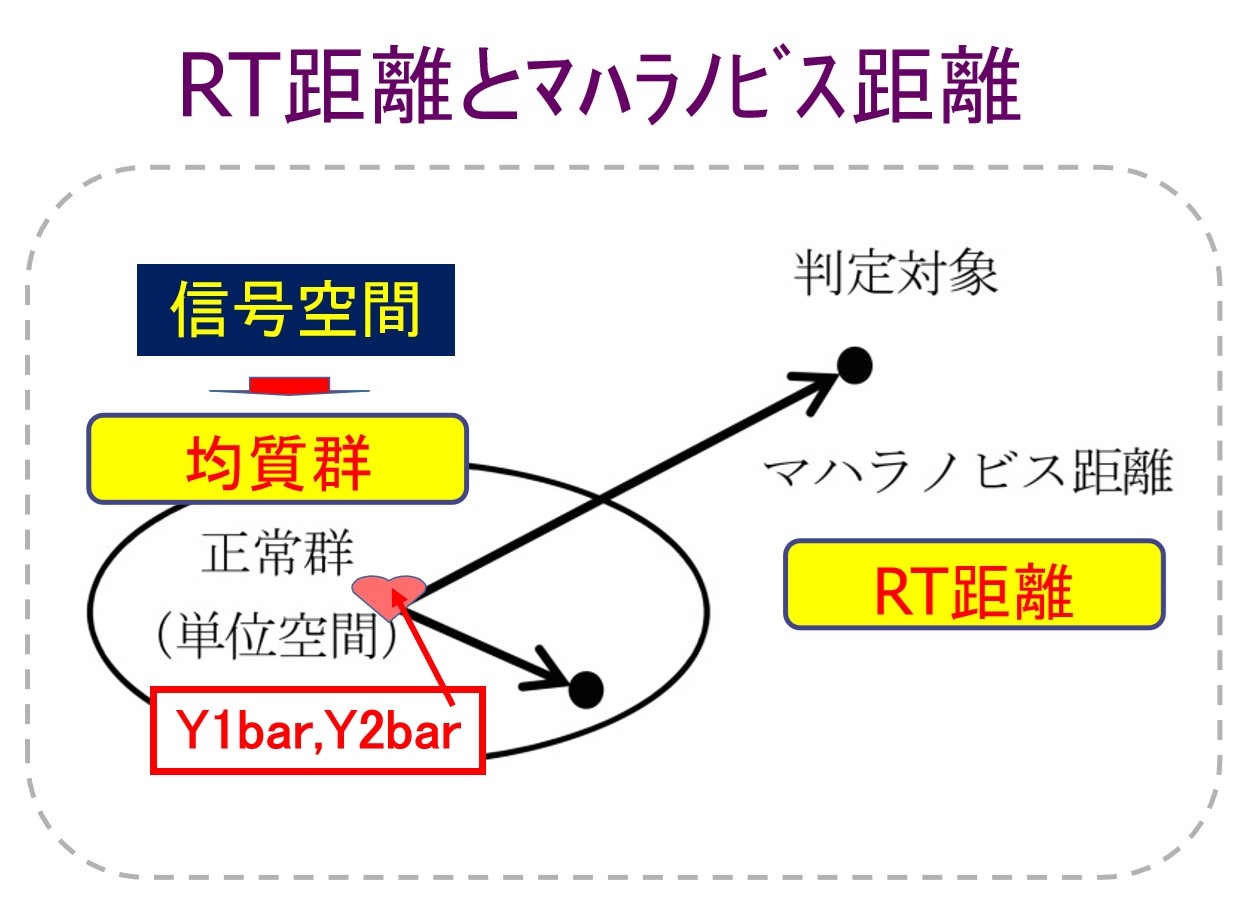 RT距離とﾏﾊﾗﾉﾋﾞｽ距離
信号空間
判定対象
均質群
マハラノビス距離
正常群
RT距離
（単位空間）
Y1bar,Y2bar